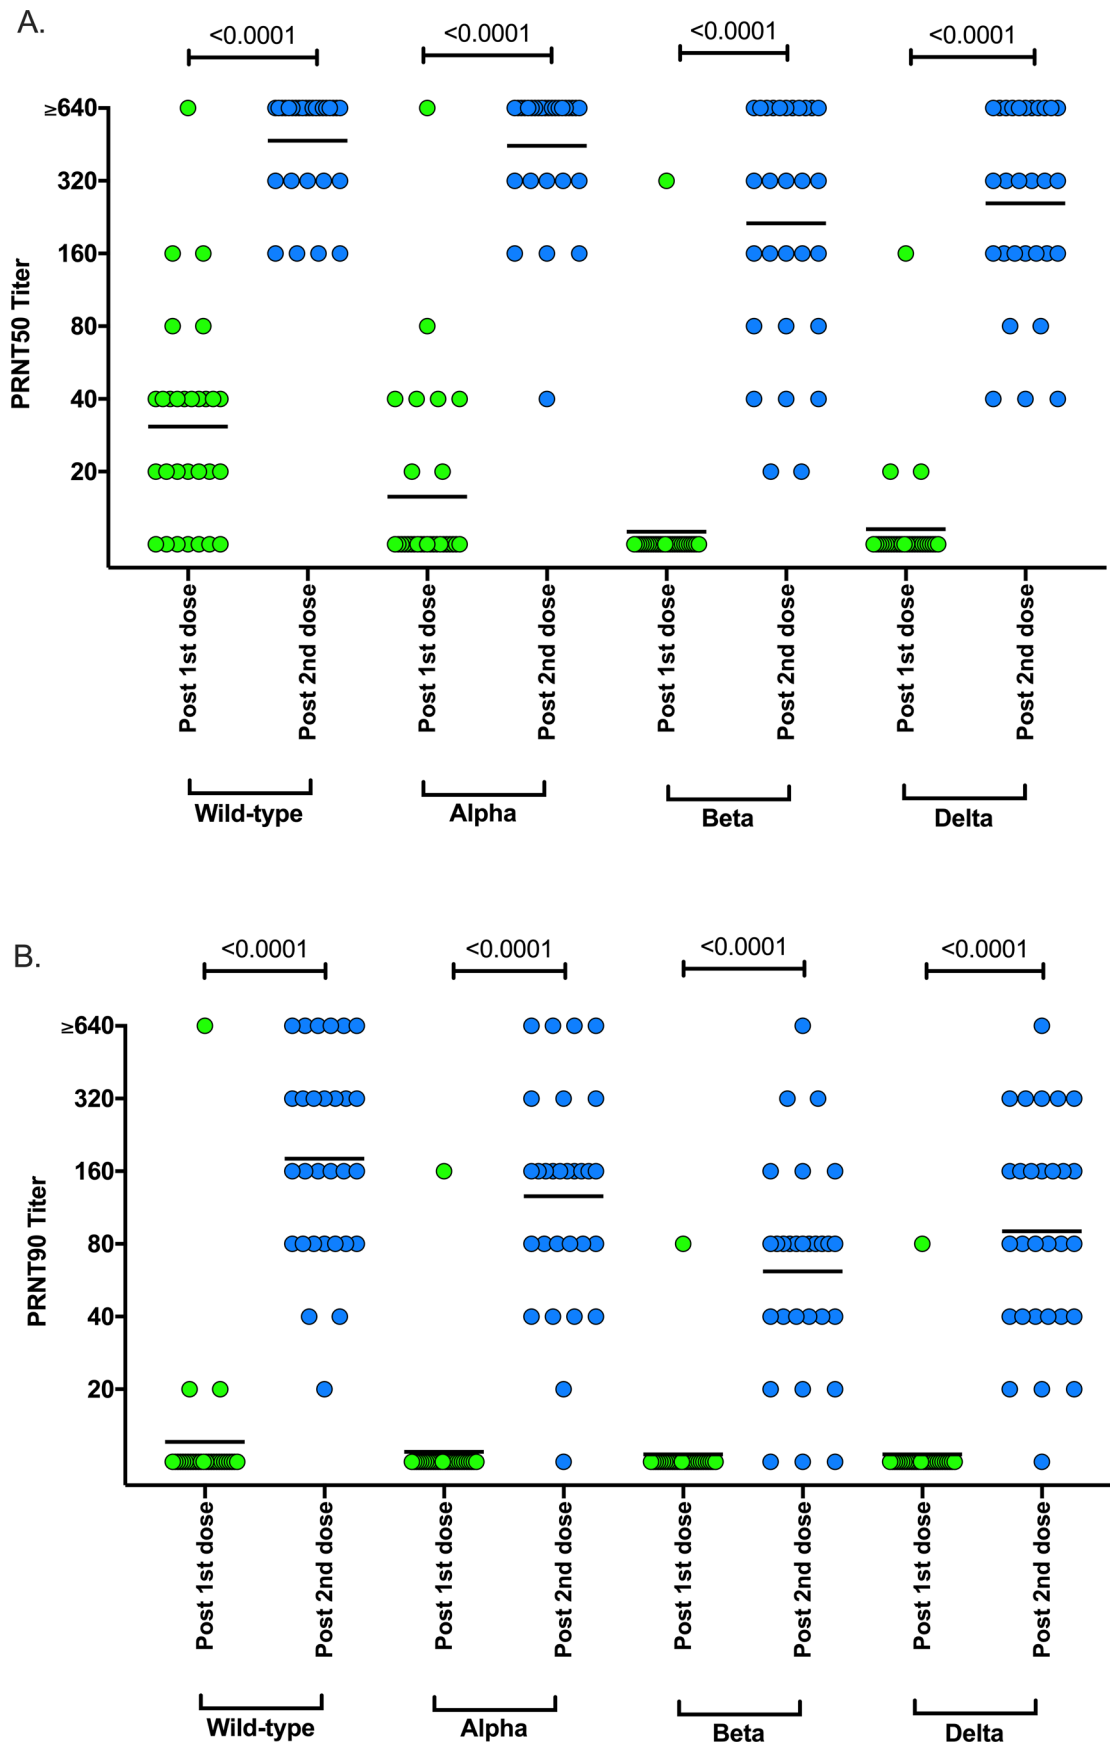 A.
<0.0001 <0.0001 <0.0001 <0.0001
≥640
320
160
80
40
20
PRNT50 Titer
Post 1st dose Post 2nd dose Post 1st dose Post 2nd dose Post 1st dose Post 2nd dose Post 1st dose Post 2nd dose
Wild-type Alpha Beta Delta
B.
<0.0001 <0.0001 <0.0001 <0.0001
≥640
320
160
80
40
20
PRNT90 Titer
Post 1st dose Post 2nd dose Post 1st dose Post 2nd dose Post 1st dose Post 2nd dose Post 1st dose Post 2nd dose
Wild-type Alpha Beta Delta